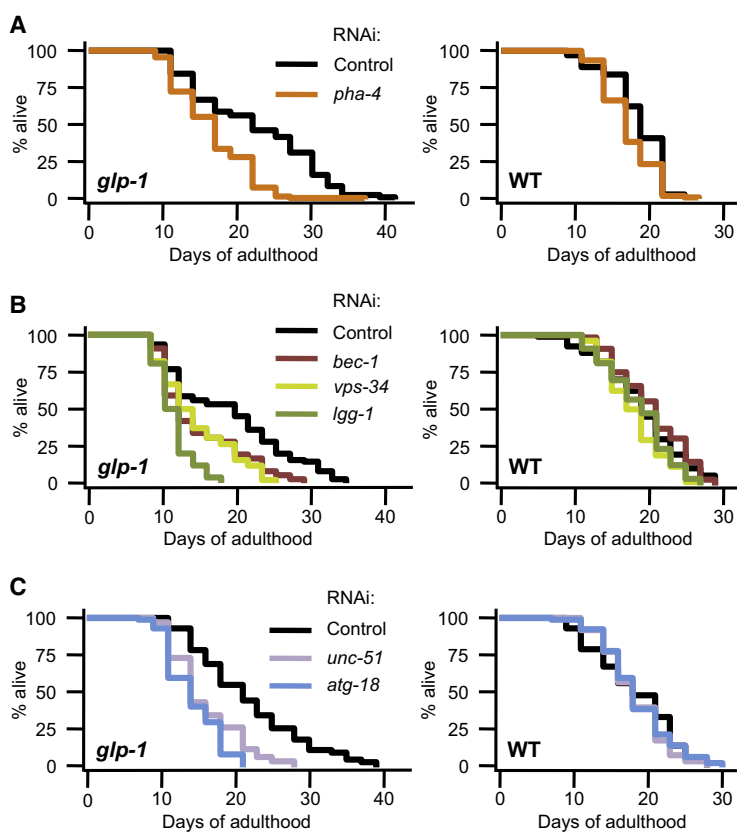 A
RNAi:
Control
pha-4
% alive
100
75
50
25
0
glp-1
0 10 20 30 40
Days of adulthood
% alive
100
75
50
25
0
WT
0 10 20 30
Days of adulthood
B
RNAi:
Control
bec-1
vps-34
lgg-1
% alive
100
75
50
25
0
glp-1
0 10 20 30 40
Days of adulthood
% alive
100
75
50
25
0
WT
0 10 20 30
Days of adulthood
C
RNAi:
Control
unc-51
atg-18
% alive
100
75
50
25
0
glp-1
0 10 20 30 40
Days of adulthood
% alive
100
75
50
25
0
WT
0 10 20 30
Days of adulthood